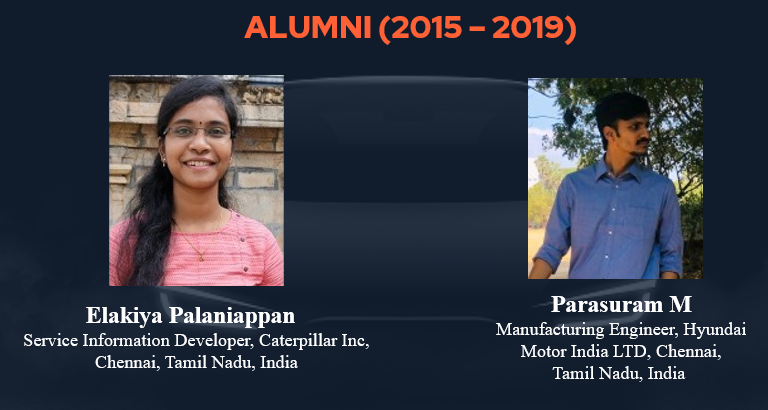 ALUMNI (2015 – 2019)
Elakiya Palaniappan
Service Information Developer, Caterpillar Inc,
Chennai, Tamil Nadu, India
Parasuram M
Manufacturing Engineer, Hyundai
Motor India LTD, Chennai,
Tamil Nadu, India